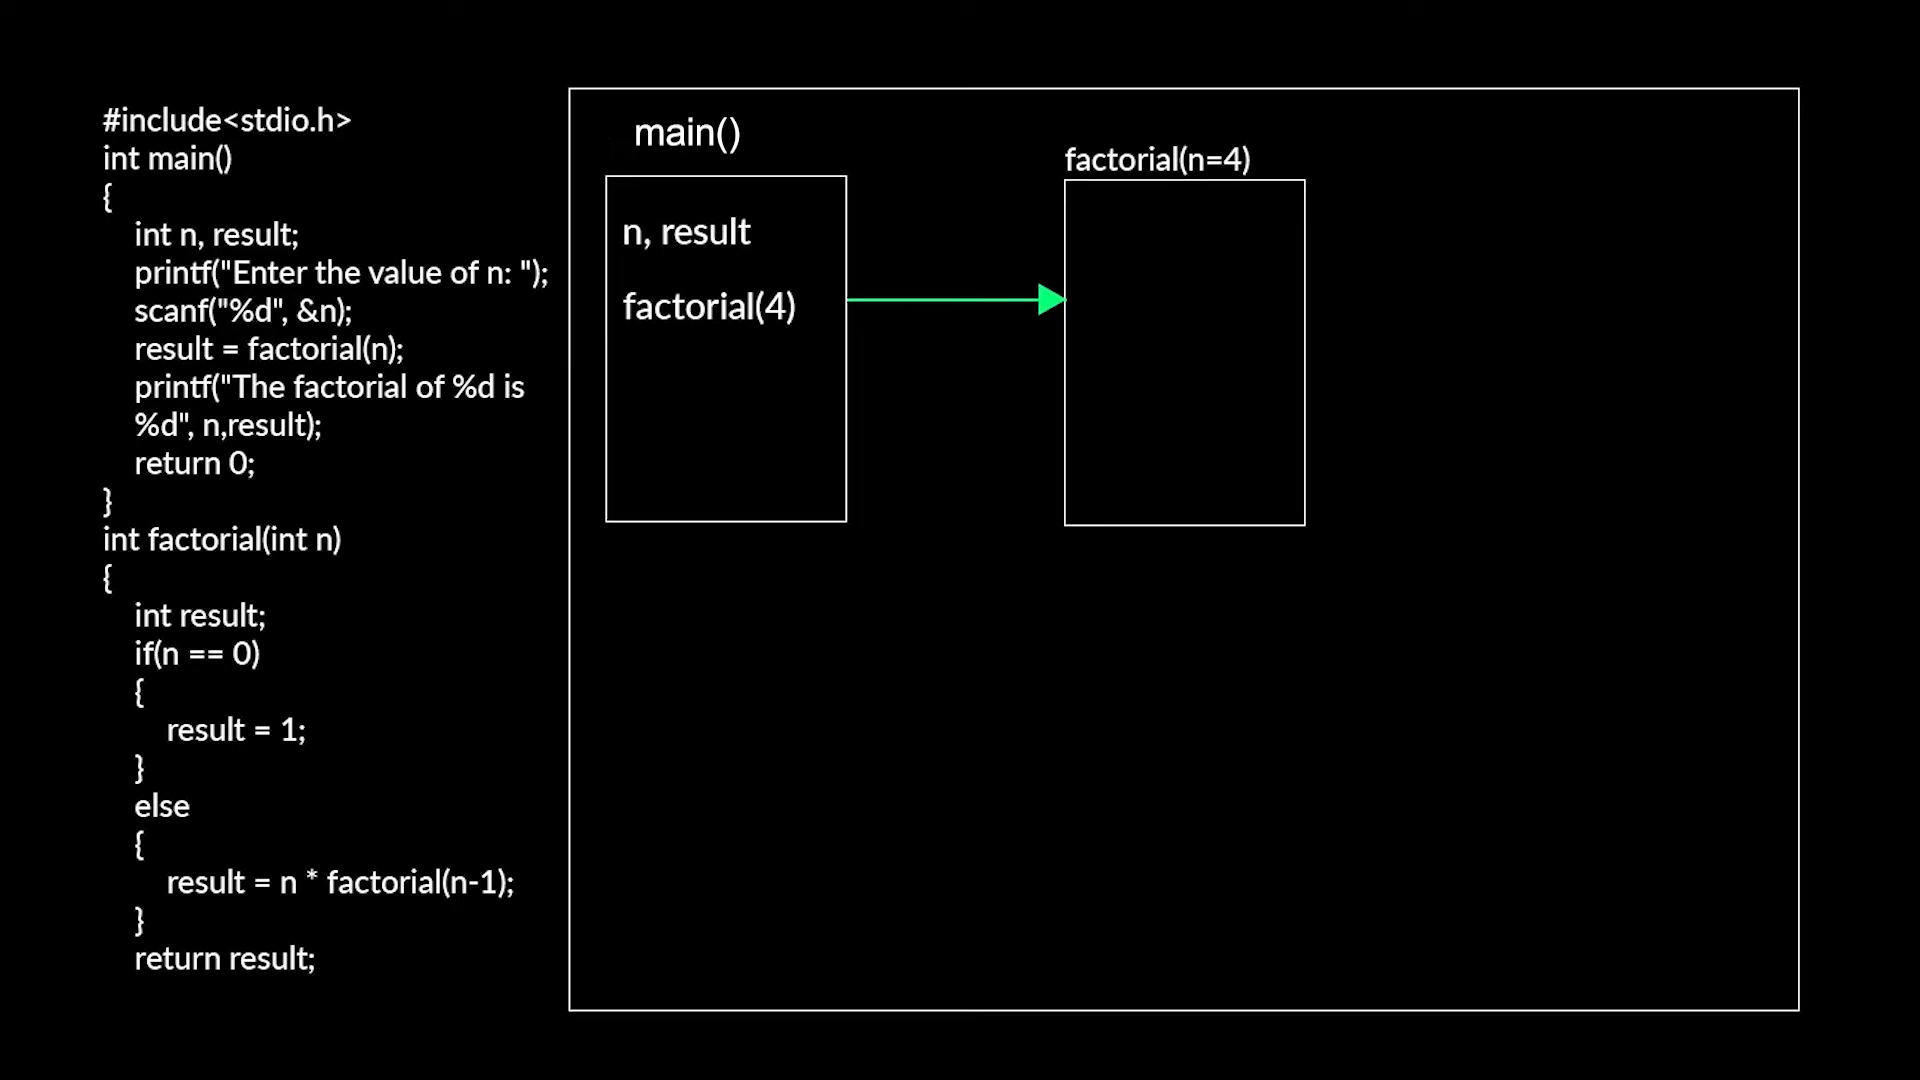 #include<stdio.h>
int main()
{
int n, result;
printf("Enter the value of n: ");
scanf("%d", &n);
result = factorial(n);
printf("The factorial of %d is
%d", n,result);
return 0;
}
int factorial(int n)
{
int result;
if(n == 0)
{
result = 1;
}
else
{
result = n * factorial(n-1);
}
return result;
main()
n, result
factorial(4)
factorial(n=4)